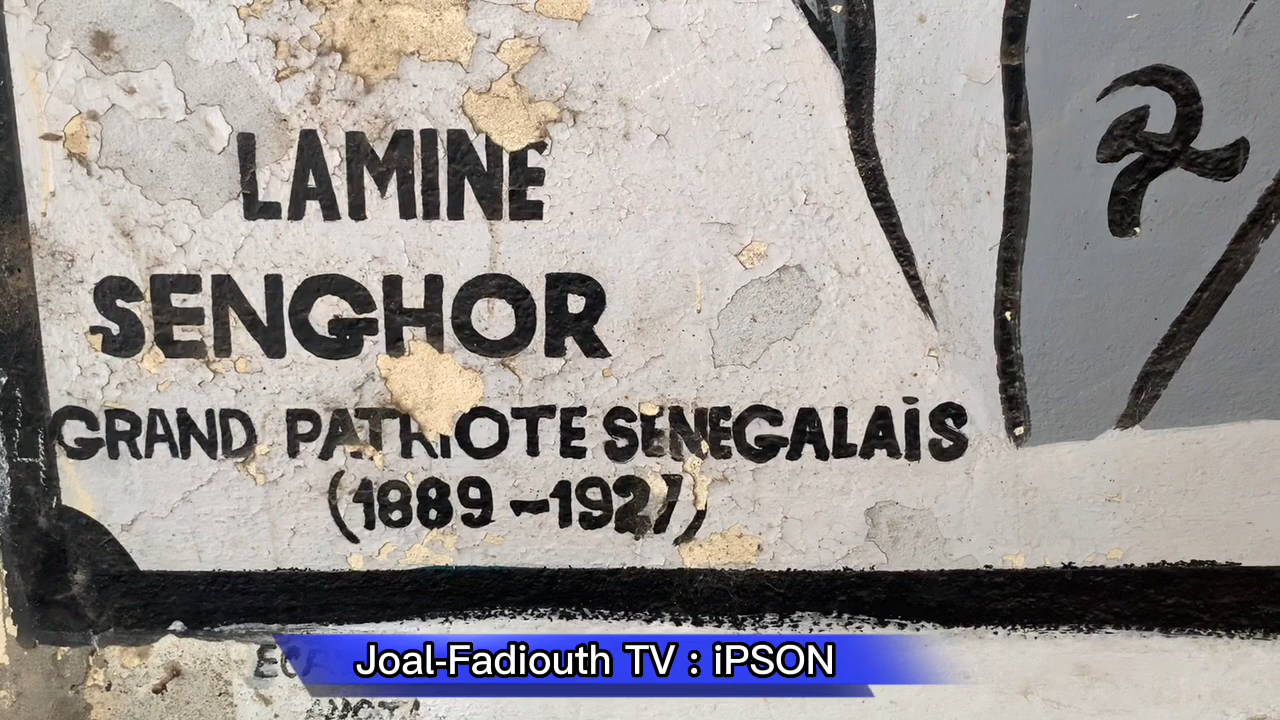 LAMINE
SENGHOR
GRAND PATRIOTE SENEGALAiS
(1889-1927)
Joal-Fadiouth TV : iPSON